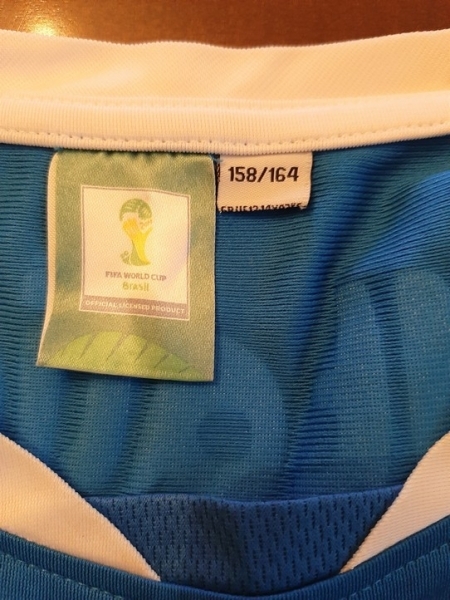 FIFA WORLD CUP
Brasil
OFFICIAL LICENSED PRODUCT
158/164